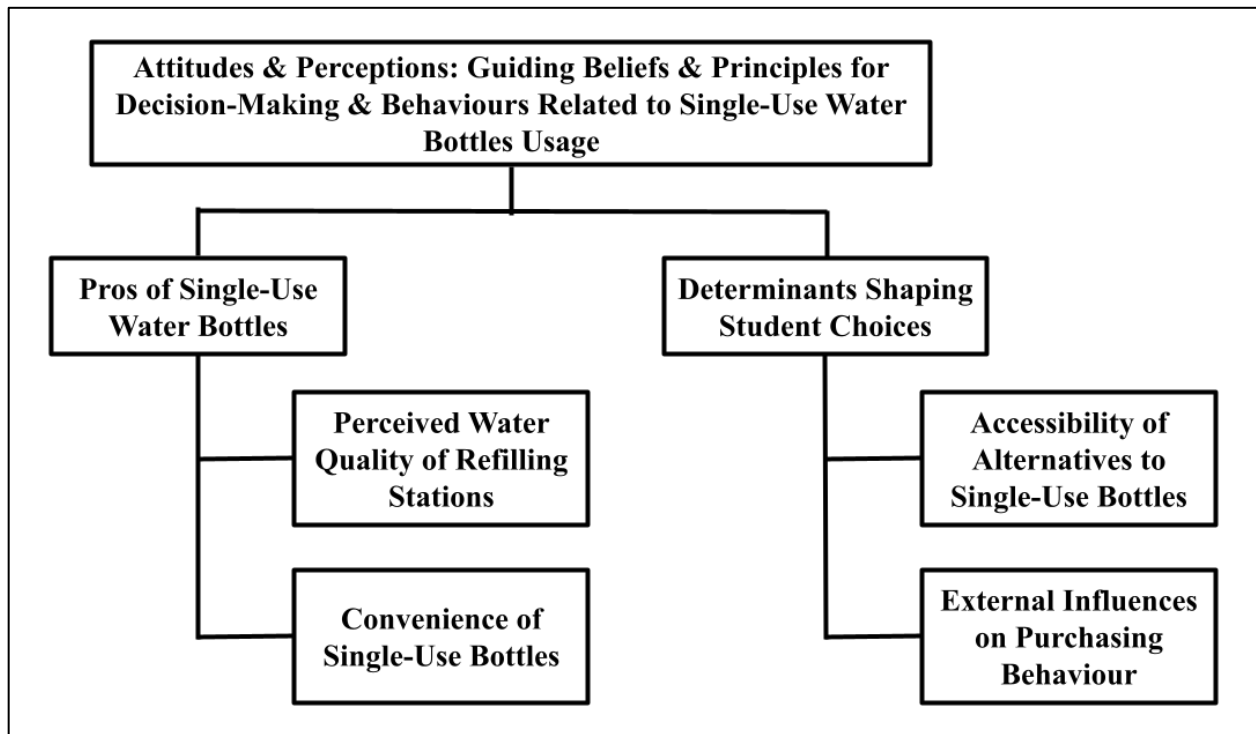 Attitudes & Perceptions: Guiding Beliefs & Principles for
Decision-Making & Behaviours Related to Single-Use Water
Bottles Usage
Pros of Single-Use
Water Bottles
Perceived Water
Quality of Refilling
Stations
Convenience of
Single-Use Bottles
Determinants Shaping
Student Choices
Accessibility of
Alternatives to
Single-Use Bottles
External Influences
on Purchasing
Behaviour